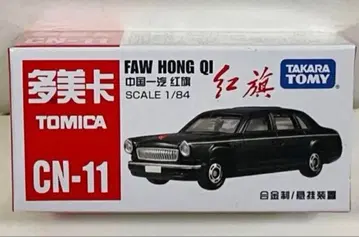 多美卡
TOMICA
CN-11
FAW HONG QI
中国一汽 红旗
SCALE 1/84
红旗
TAKARA
TOMY
合金制/悬挂装置